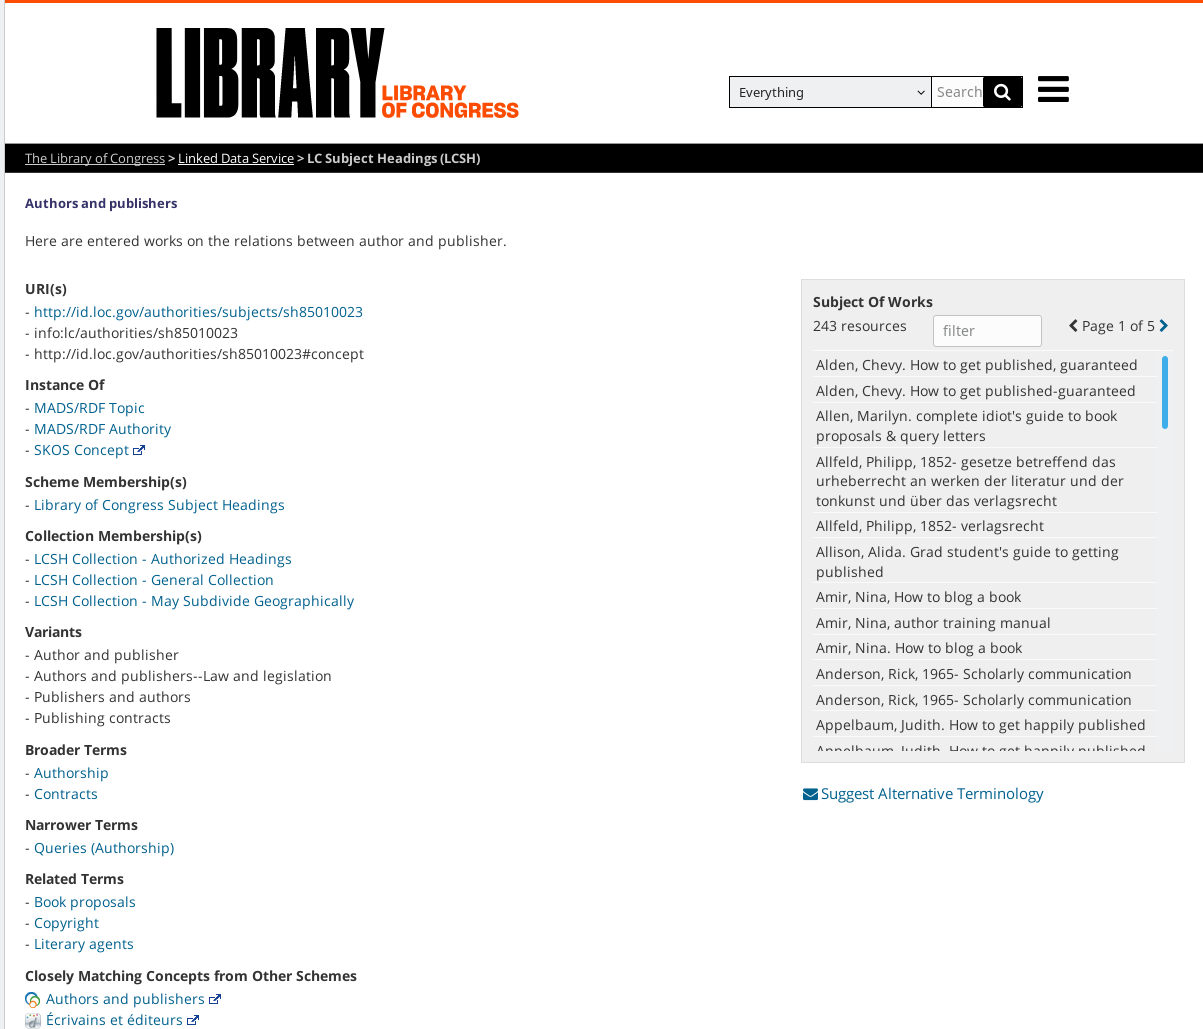 LIBRARY
LIBRARY
OF CONGRESS
Everything
Search
The Library of Congress > Linked Data Service > LC Subject Headings (LCSH)
Authors and publishers
Here are entered works on the relations between author and publisher.
URI(s)
- http://id.loc.gov/authorities/subjects/sh85010023
- info:lc/authorities/sh85010023
- http://id.loc.gov/authorities/sh85010023#concept
Instance Of
- MADS/RDF Topic
- MADS/RDF Authority
- SKOS Concept
Scheme Membership(s)
- Library of Congress Subject Headings
Collection Membership(s)
- LCSH Collection - Authorized Headings
- LCSH Collection - General Collection
- LCSH Collection - May Subdivide Geographically
Variants
- Author and publisher
- Authors and publishers--Law and legislation
- Publishers and authors
- Publishing contracts
Broader Terms
- Authorship
- Contracts
Narrower Terms
- Queries (Authorship)
Related Terms
- Book proposals
- Copyright
- Literary agents
Closely Matching Concepts from Other Schemes
Authors and publishers
Écrivains et éditeurs
Subject Of Works
243 resources filter Page 1 of 5
Alden, Chevy. How to get published, guaranteed
Alden, Chevy. How to get published-guaranteed
Allen, Marilyn. complete idiot's guide to book
proposals & query letters
Allfeld, Philipp, 1852- gesetze betreffend das
urheberrecht an werken der literatur und der
tonkunst und über das verlagsrecht
Allfeld, Philipp, 1852- verlagsrecht
Allison, Alida. Grad student's guide to getting
published
Amir, Nina, How to blog a book
Amir, Nina, author training manual
Amir, Nina. How to blog a book
Anderson, Rick, 1965- Scholarly communication
Anderson, Rick, 1965- Scholarly communication
Appelbaum, Judith. How to get happily published
Appelbaum, Judith. How to get happily published
Suggest Alternative Terminology